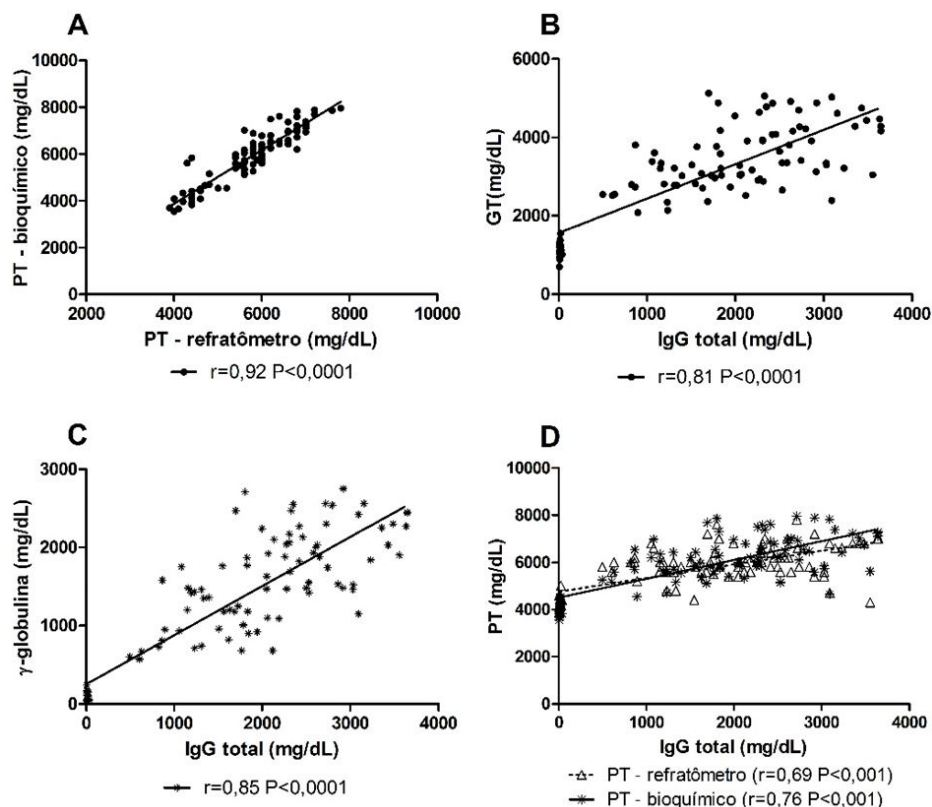 A
10000
8000
6000
4000
2000
0
PT - bioquímico (mg/dL)
2000
4000
6000
8000
10000
PT - refratômetro (mg/dL)
r=0,92 P<0,0001
B
6000
4000
2000
0
GT(mg/dL)
0
1000
2000
3000
4000
IgG total (mg/dL)
r=0,81 P<0,0001
C
3000
2000
1000
0
γ-globulina (mg/dL)
0
1000
2000
3000
4000
IgG total (mg/dL)
r=0,85 P<0,0001
D
10000
8000
6000
4000
2000
0
PT (mg/dL)
0
1000
2000
3000
4000
IgG total (mg/dL)
PT - refratômetro (r=0,69 P<0,001)
PT - bioquímico (r=0,76 P<0,001)